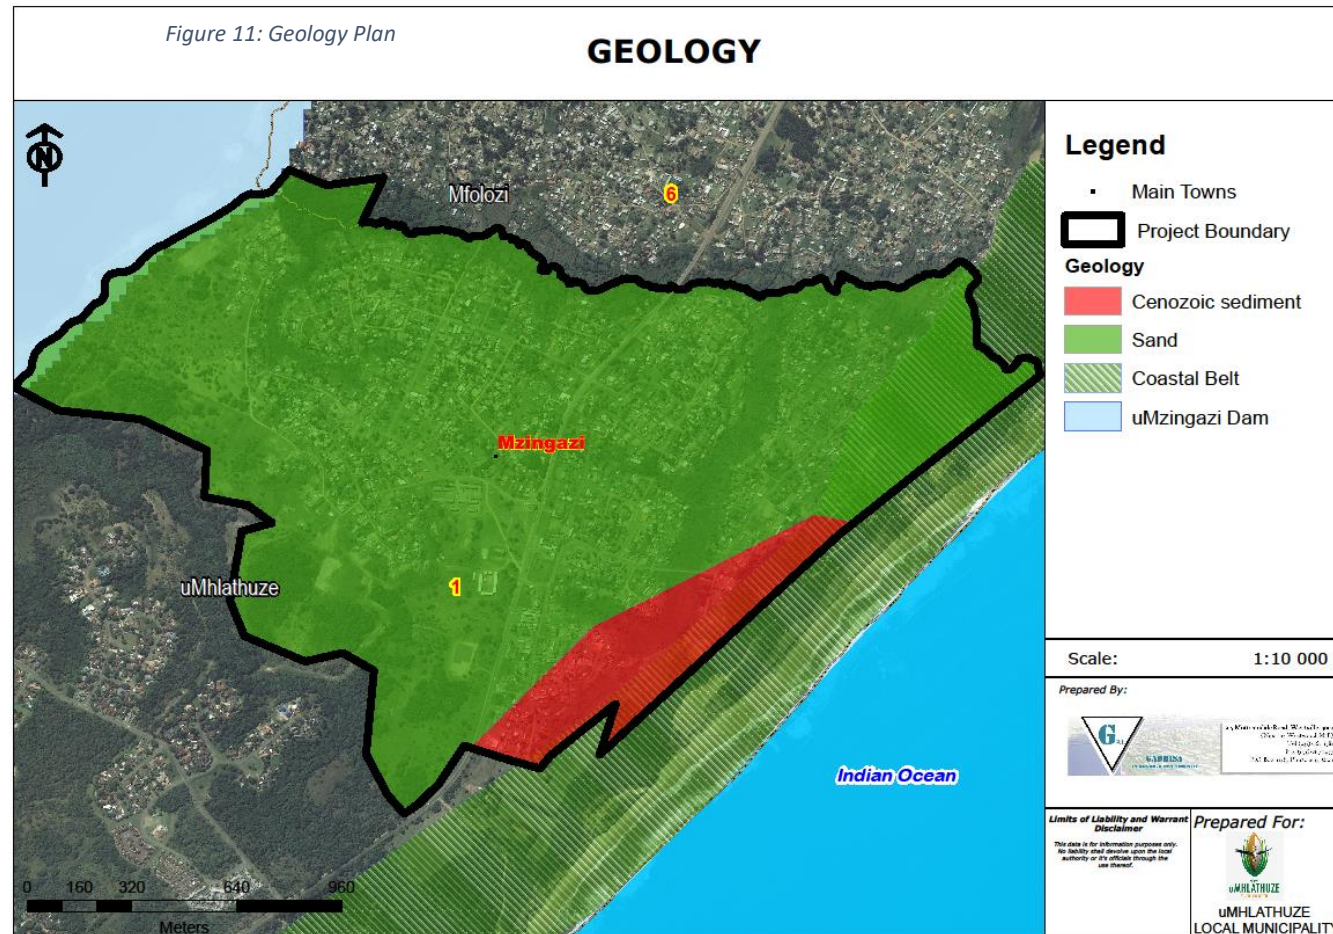 Figure 11: Geology Plan
GEOLOGY
N
Mfolozi
6
Mzingazi
uMhlathuze
1
Indian Ocean
0 160 320 640 960
Meters
Legend
Main Towns
Project Boundary
Geology
Cenozoic sediment
Sand
Coastal Belt
uMzingazi Dam
Scale: 1:10 000
Prepared By:
G
GABHISA
Limits of Liability and Warrant
Disclaimer
This data is for information purposes only.
No liability shall devolve upon the local
authority or it's officials through the
use thereof.
Prepared For:
uMHLATHUZE
uMHLATHUZE
LOCAL MUNICIPALITY